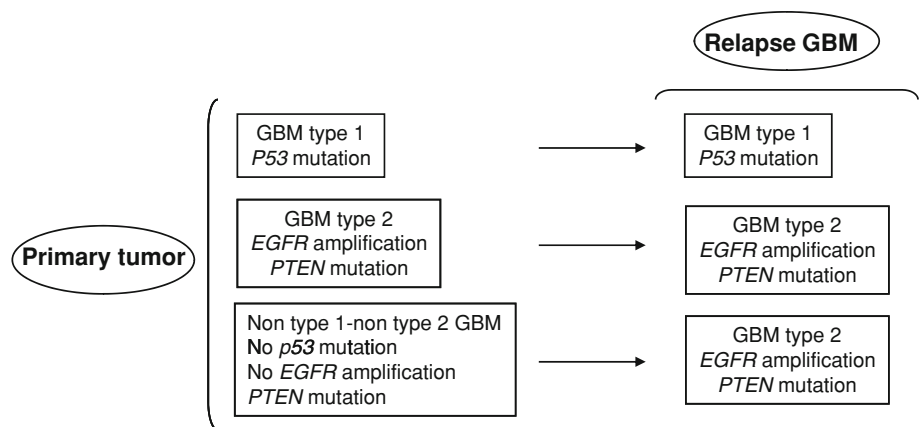 Relapse GBM
Primary tumor
GBM type 1
P53 mutation
GBM type 1
P53 mutation
GBM type 2
EGFR amplification
PTEN mutation
GBM type 2
EGFR amplification
PTEN mutation
Non type 1-non type 2 GBM
No p53 mutation
No EGFR amplification
PTEN mutation
GBM type 2
EGFR amplification
PTEN mutation